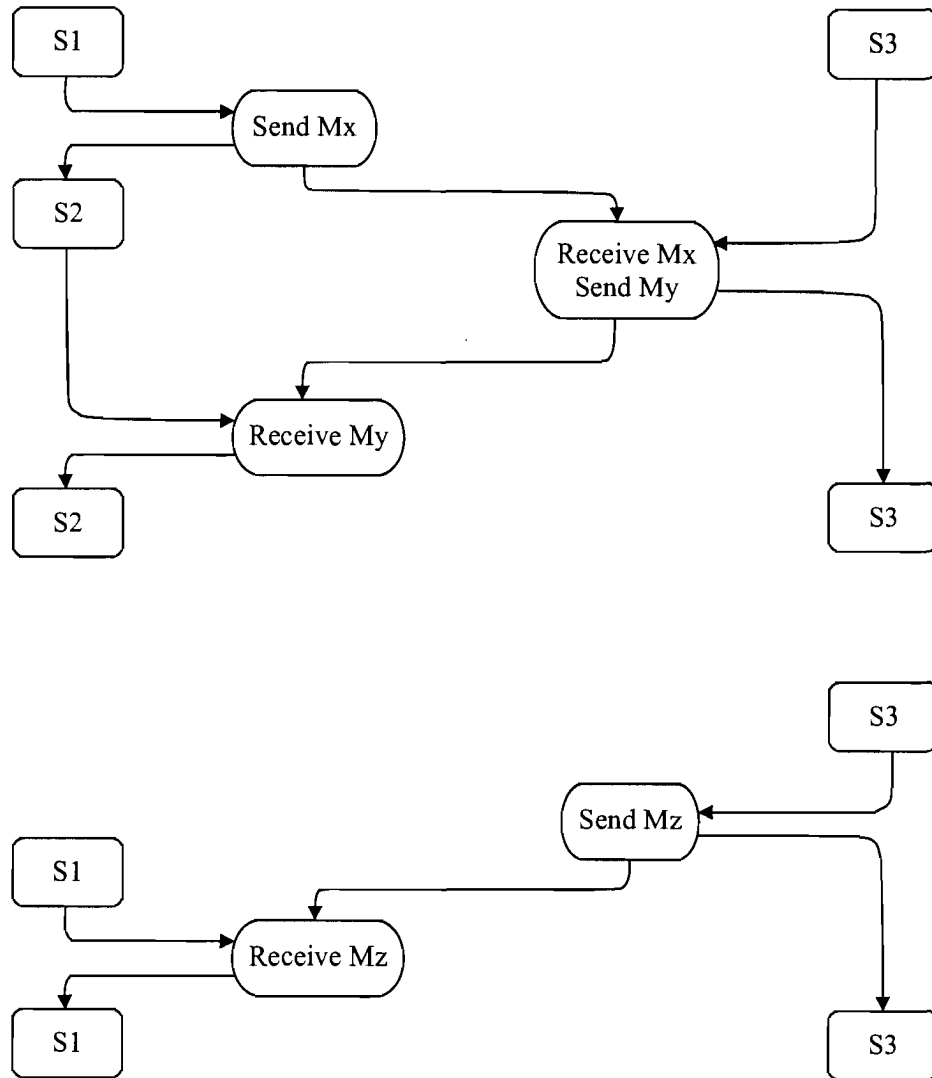 S1
S3
Send Mx
S2
Receive Mx
Send My
Receive My
S2
S3
S3
Send Mz
S1
Receive Mz
S1
S3